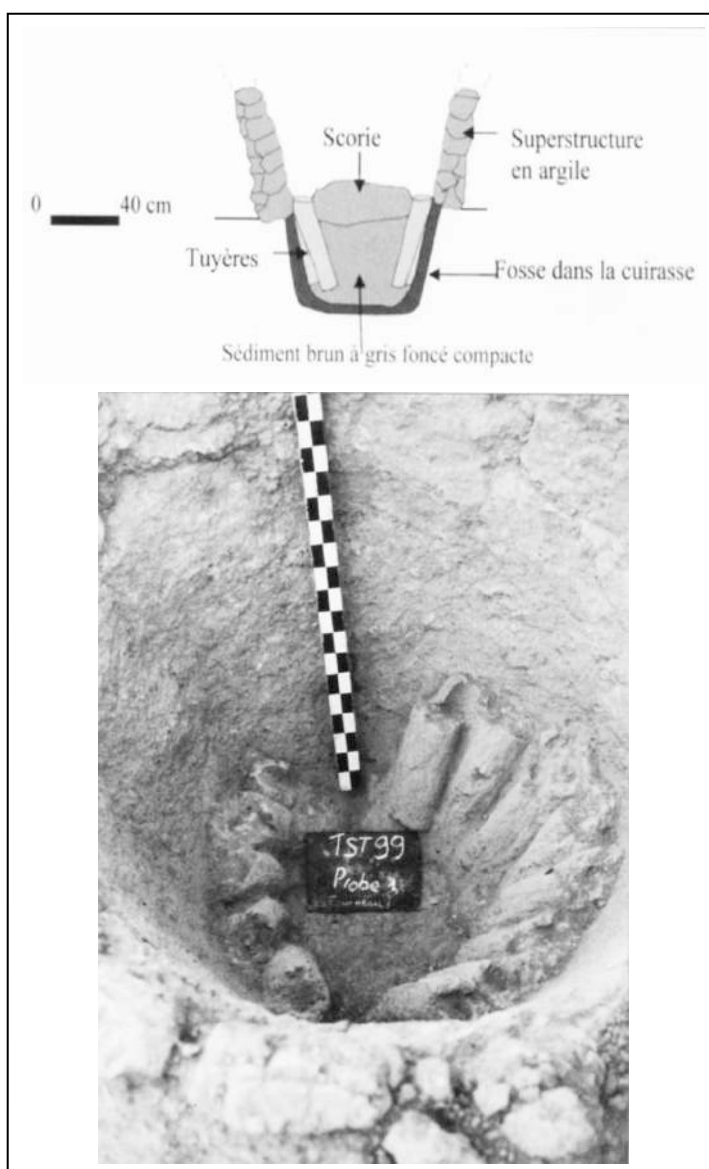 Scorie
Superstructure
en argile
0 40 cm
Tuyères
Fosse dans la cuirasse
Sédiment brun à gris foncé compacte
TST 99
Probe